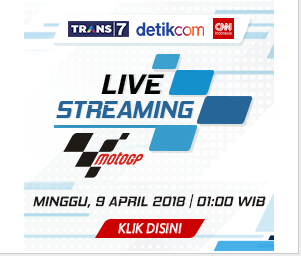 TRANS 7 detikcom CNN Indonesia
LIVE
STREAMING
motoGP
MINGGU, 9 APRIL 2018 | 01:00 WIB
KLIK DISINI